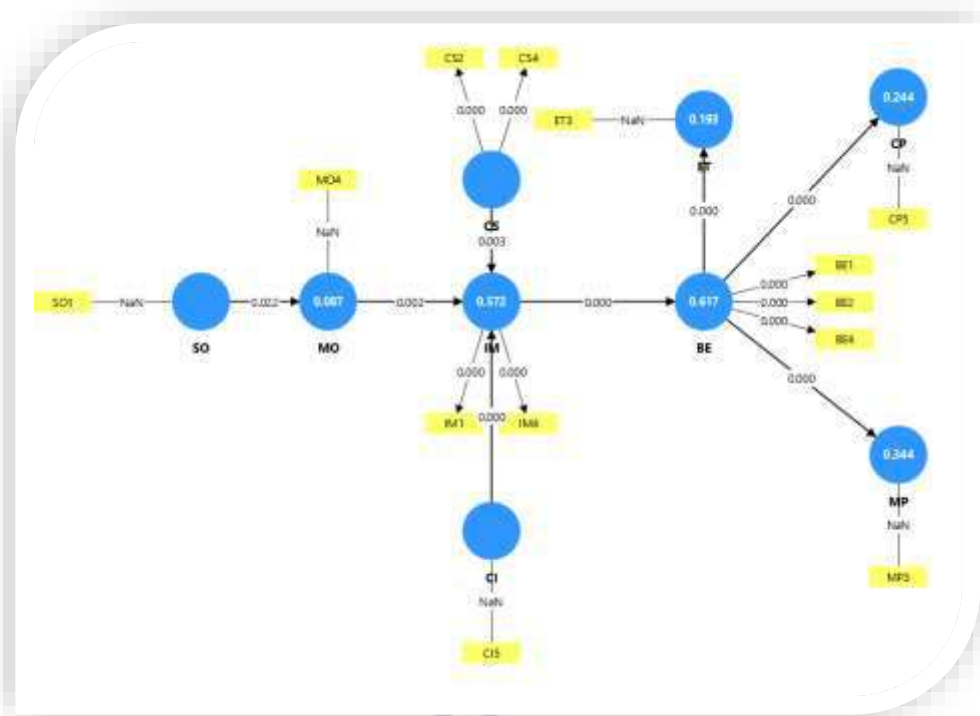 CS2
CS4
0.000
0.000
ET3
NaN
0.193
0.244
CP
NaN
CP5
MO4
NaN
CS
0.003
0.000
0.000
SO1
NaN
SO
0.022
0.087
MO
0.002
0.572
IM
0.000
0.617
BE
0.000
0.000
0.000
BE1
BE2
BE4
0.000
0.000
0.000
IM1
0.000
0.000
0.344
MP
NaN
MP3
CI
NaN
CI5